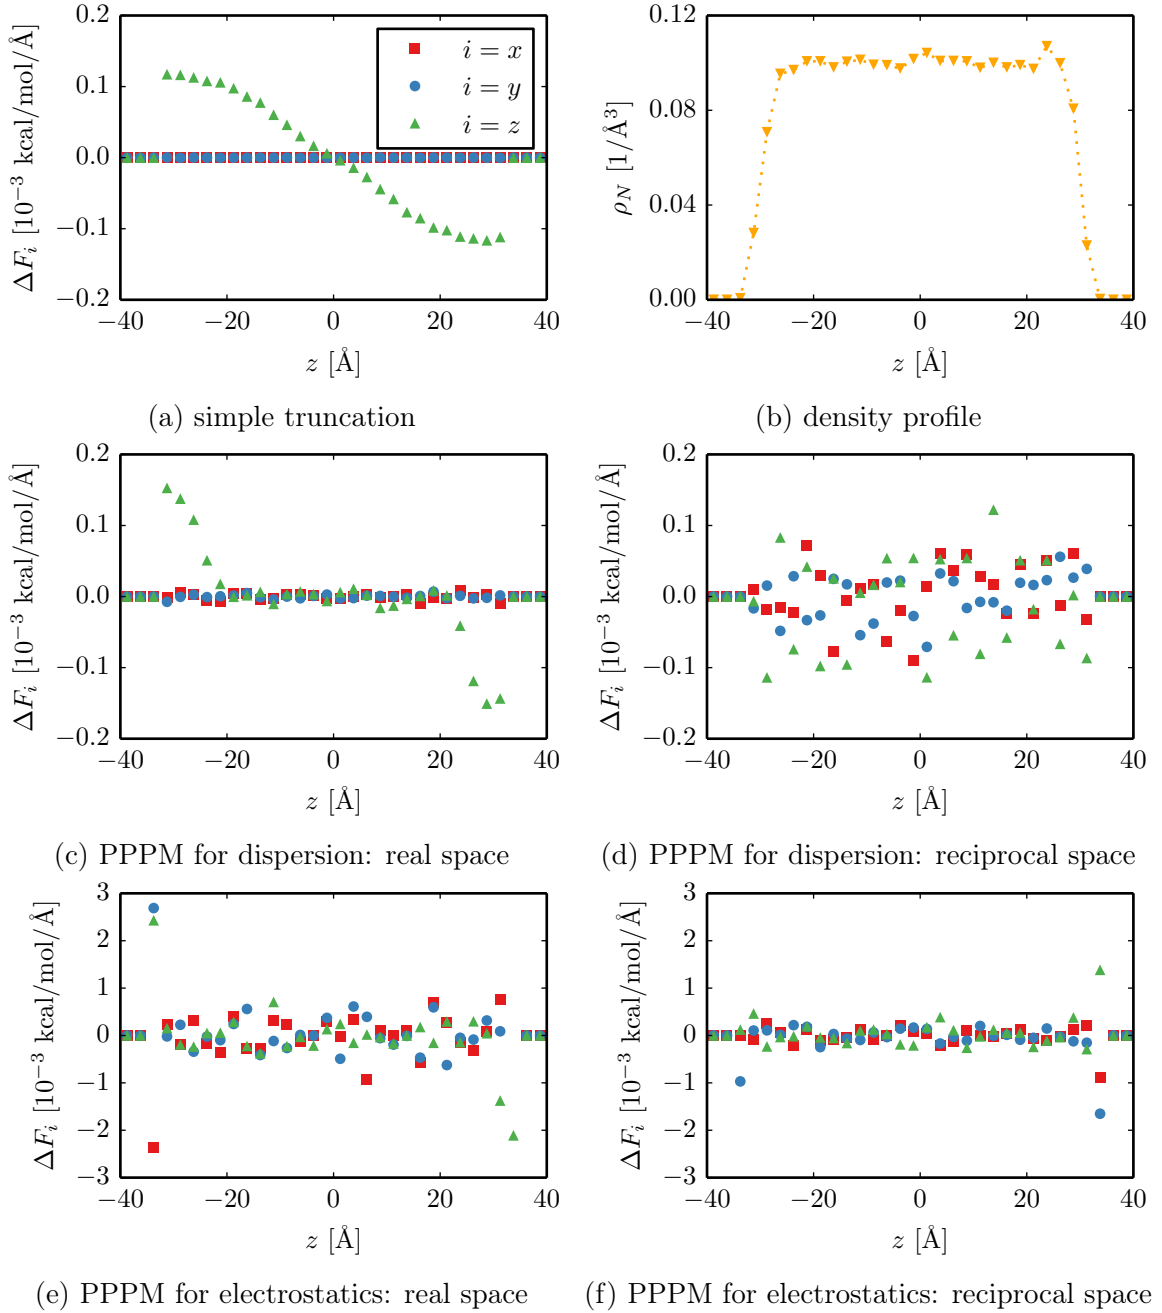 0.2
0.1
0.0
−0.1
−0.2
ΔF_i [10^−3 kcal/mol/Å]
i = x
i = y
i = z
−40 −20 0 20 40
z [Å]
(a) simple truncation
0.12
0.08
0.04
0.00
ρ_N [1/Å^3]
−40 −20 0 20 40
z [Å]
(b) density profile
0.2
0.1
0.0
−0.1
−0.2
ΔF_i [10^−3 kcal/mol/Å]
−40 −20 0 20 40
z [Å]
(c) PPPM for dispersion: real space
0.2
0.1
0.0
−0.1
−0.2
ΔF_i [10^−3 kcal/mol/Å]
−40 −20 0 20 40
z [Å]
(d) PPPM for dispersion: reciprocal space
3
2
1
0
−1
−2
−3
ΔF_i [10^−3 kcal/mol/Å]
−40 −20 0 20 40
z [Å]
(e) PPPM for electrostatics: real space
3
2
1
0
−1
−2
−3
ΔF_i [10^−3 kcal/mol/Å]
−40 −20 0 20 40
z [Å]
(f) PPPM for electrostatics: reciprocal space